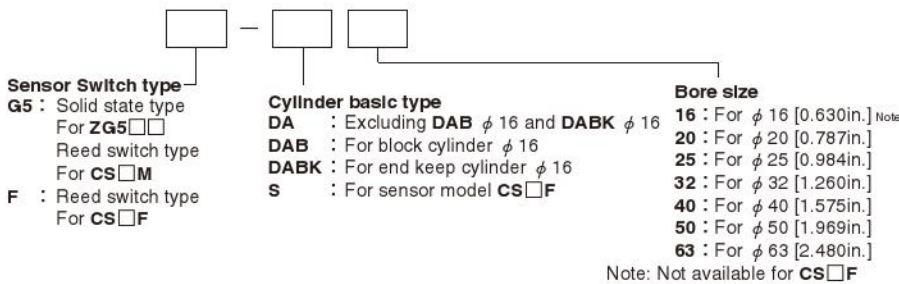 Sensor Switch type
G5 : Solid state type
For ZG5□□
Reed switch type
For CS□M
F : Reed switch type
For CS□F
Cylinder basic type
DA : Excluding DAB φ 16 and DABK φ 16
DAB : For block cylinder φ 16
DABK : For end keep cylinder φ 16
S : For sensor model CS□F
Bore size
16 : For φ 16 [0.630in.] Note
20 : For φ 20 [0.787in.]
25 : For φ 25 [0.984in.]
32 : For φ 32 [1.260in.]
40 : For φ 40 [1.575in.]
50 : For φ 50 [1.969in.]
63 : For φ 63 [2.480in.]
Note: Not available for CS□F